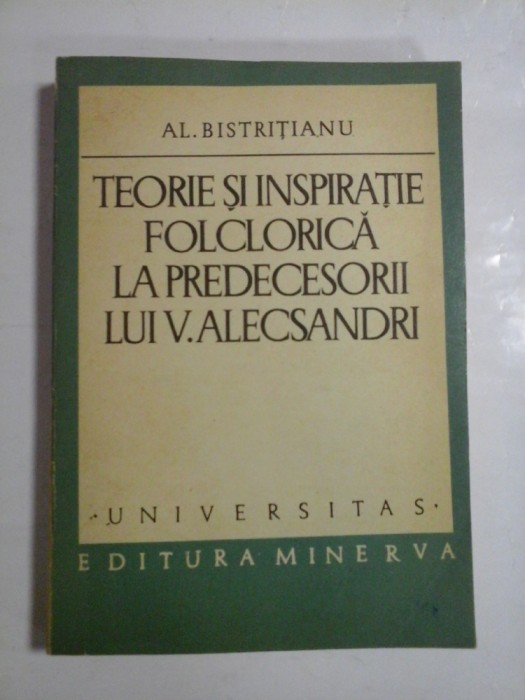 AL. BISTRIȚIANU
TEORIE ȘI INSPIRAȚIE
FOLCLORICĂ
LA PREDECESORII
LUI V. ALECSANDRI
· UNIVERSITAS ·
EDITURA MINERVA